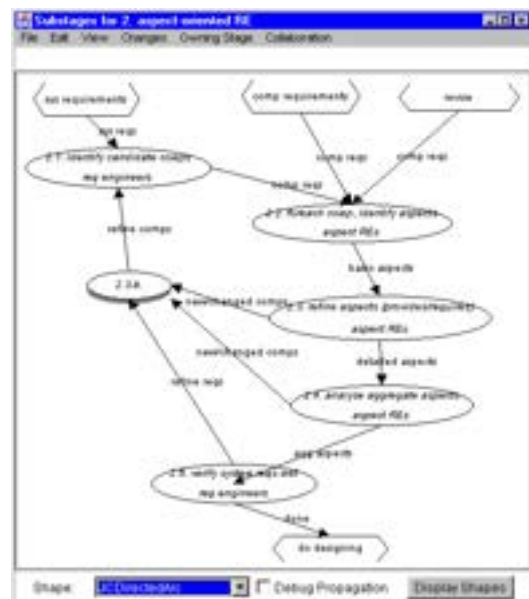 Substages for 2. aspect-oriented RE
File Edit View Changes Owning Stage Collaboration
sys requirements
comp requirements
revise
sys reqs
comp reqs
comp reqs
2.1. identify candidate comps
req engineers
comp reqs
2.2. for each comp, identify aspects
aspect REs
refine comps
basic aspects
2.3.A
new/changed comps
2.3. refine aspects (provides/requires)
aspect REs
new/changed comps
detailed aspects
refine reqs
2.4. analyse aggregate aspects
aspect REs
agg aspects
2.5. verify system reqs met
req engineers
done
do designing
Shape: JCDirectedArc Debug Propagation Display Shapes